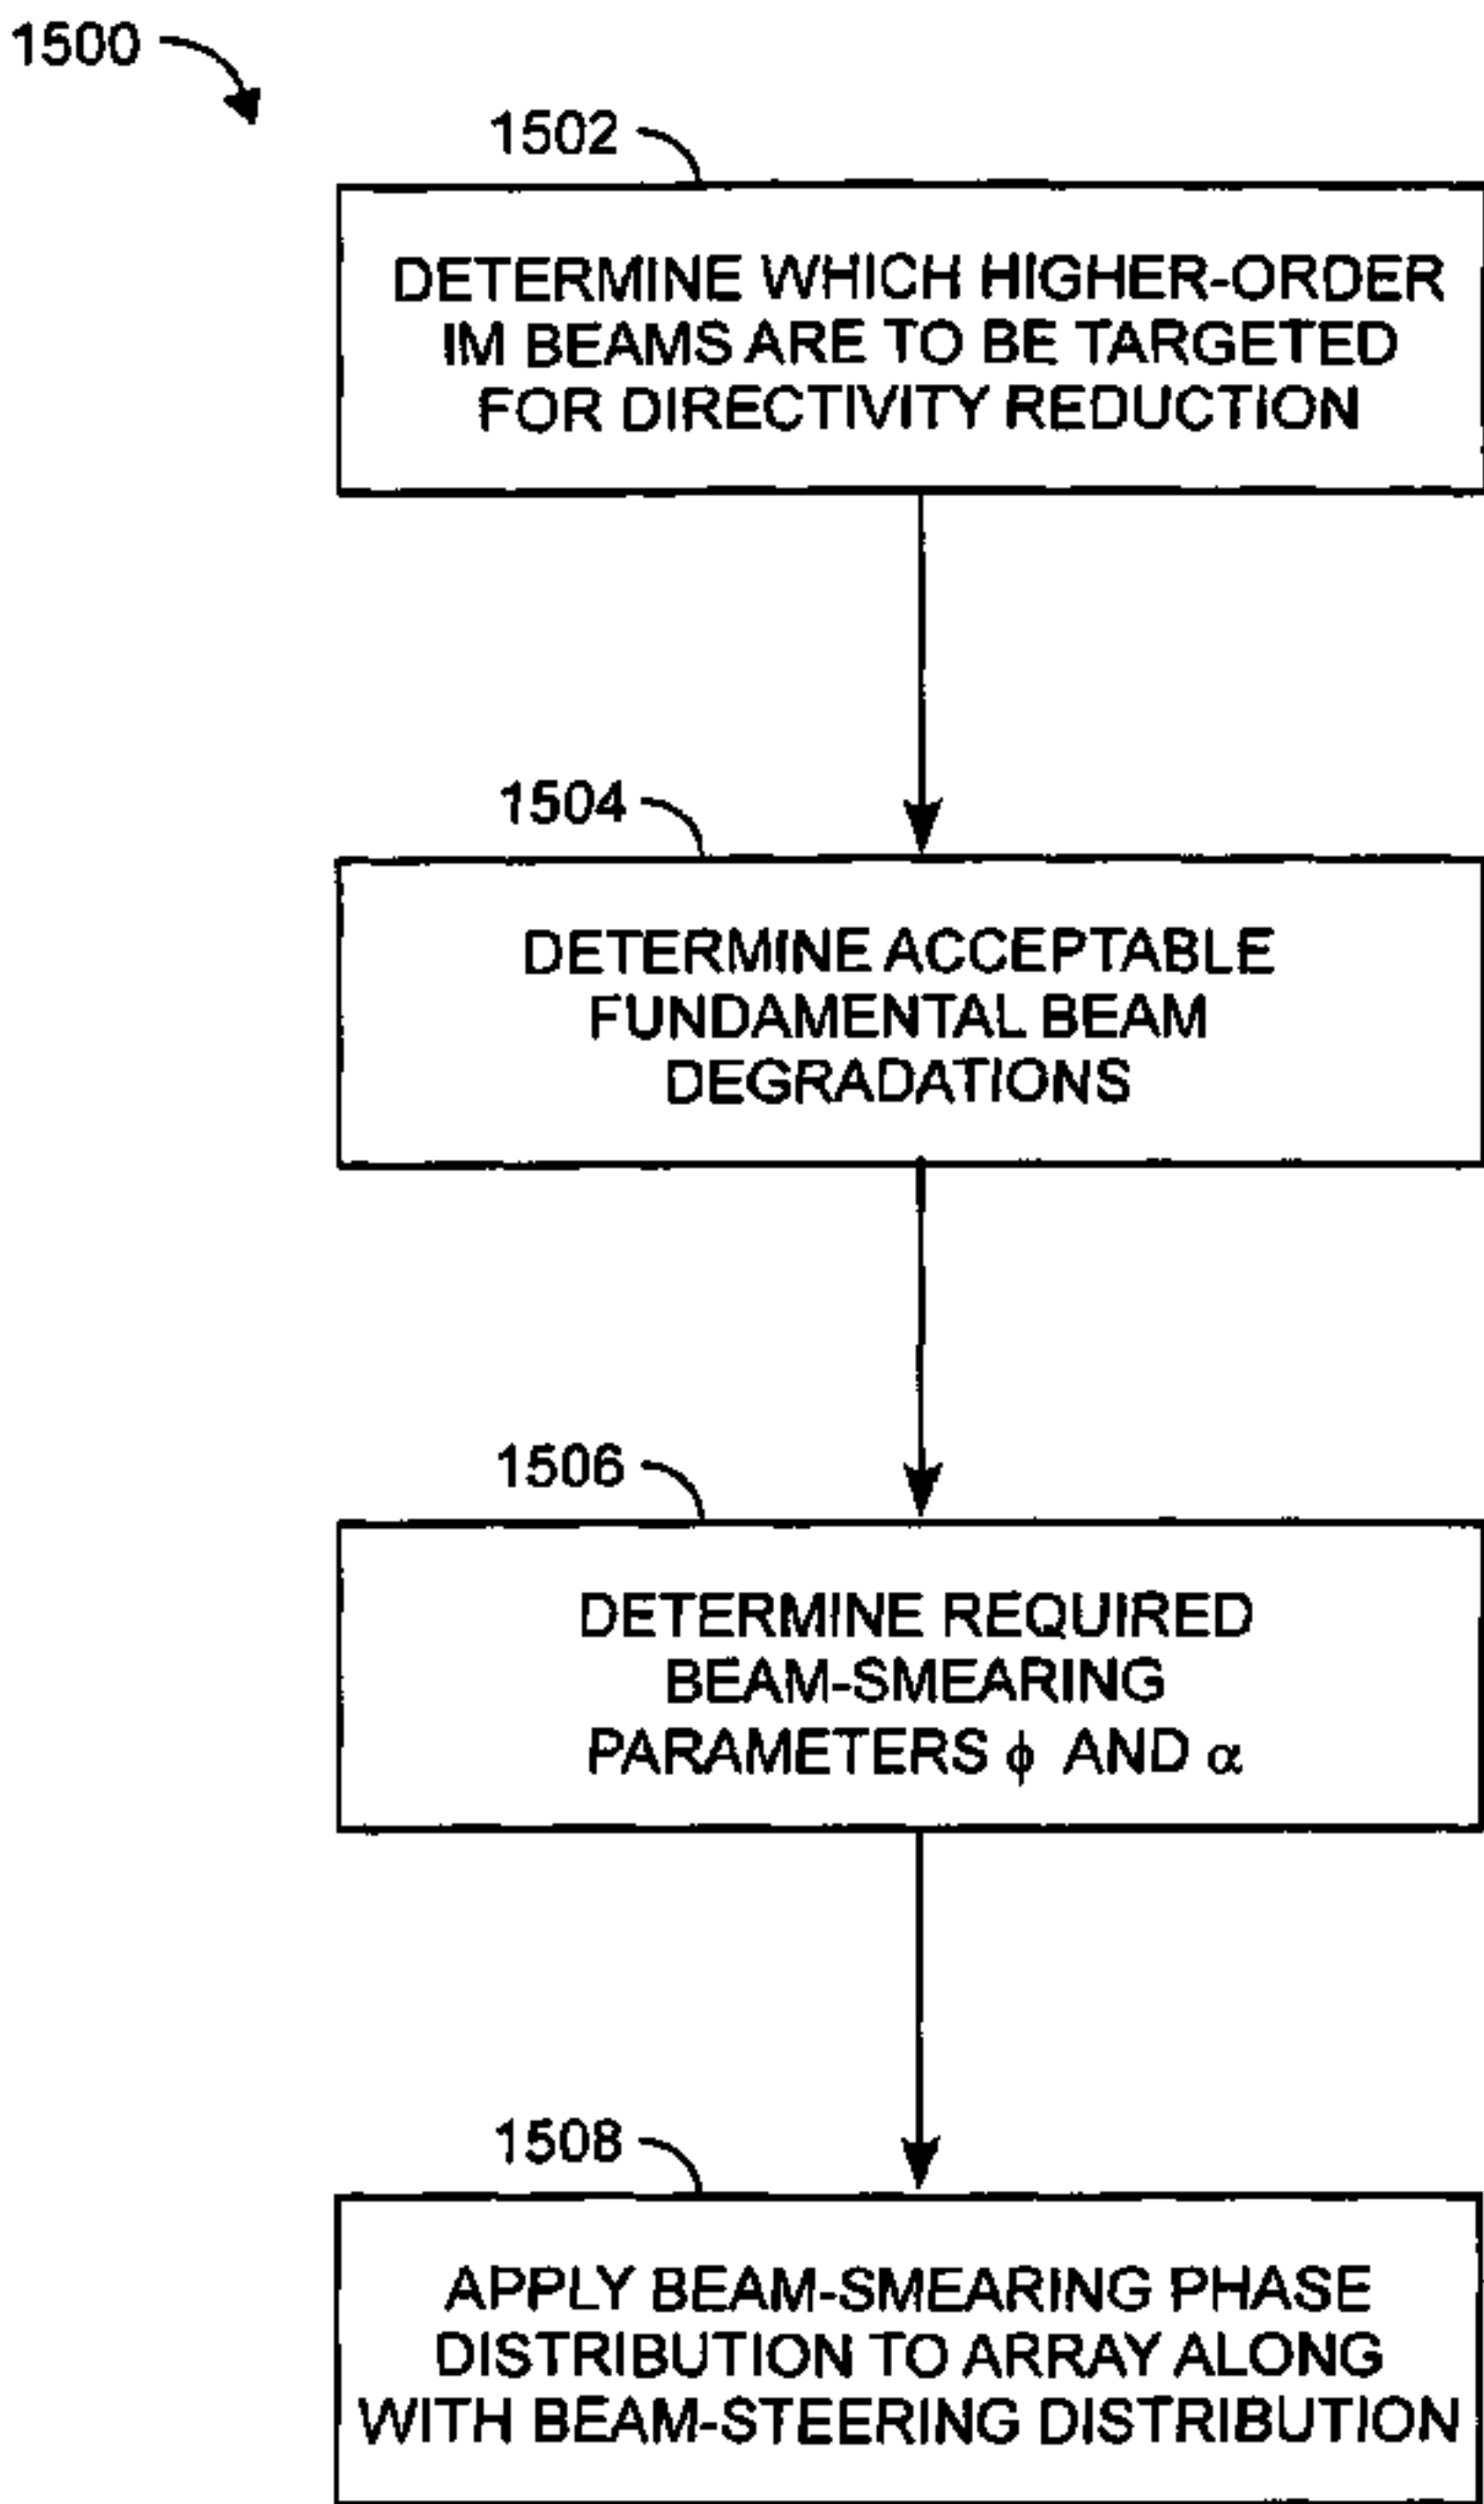 1500
1502
DETERMINE WHICH HIGHER-ORDER
IM BEAMS ARE TO BE TARGETED
FOR DIRECTIVITY REDUCTION
1504
DETERMINE ACCEPTABLE
FUNDAMENTAL BEAM
DEGRADATIONS
1506
DETERMINE REQUIRED
BEAM-SMEARING
PARAMETERS ϕ AND α
1508
APPLY BEAM-SMEARING PHASE
DISTRIBUTION TO ARRAY ALONG
WITH BEAM-STEERING DISTRIBUTION